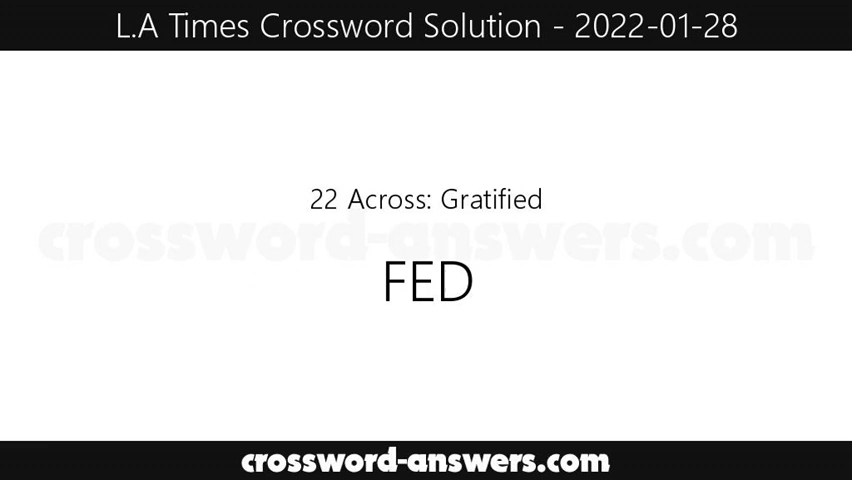 L.A Times Crossword Solution - 2022-01-28
22 Across: Gratified
crossword-answers.com
FED
crossword-answers.com